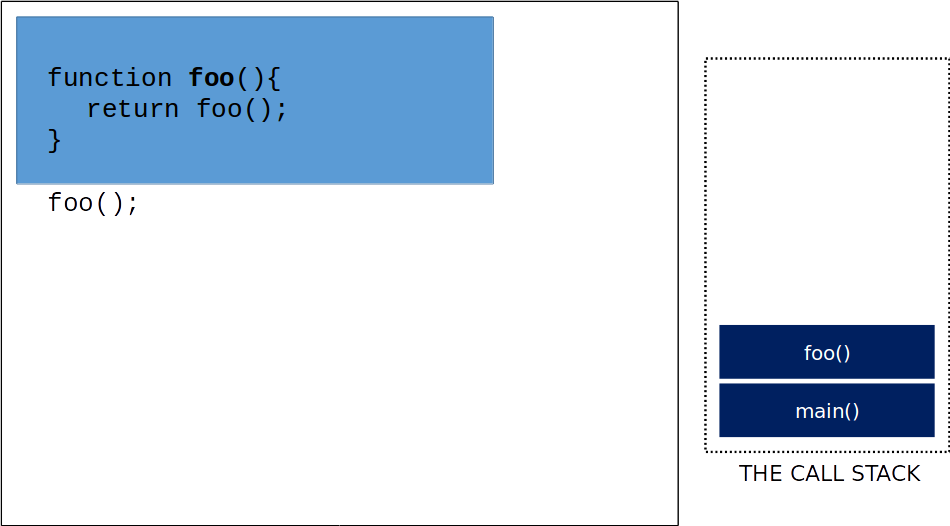 function foo(){
return foo();
}
foo();
foo()
main()
THE CALL STACK